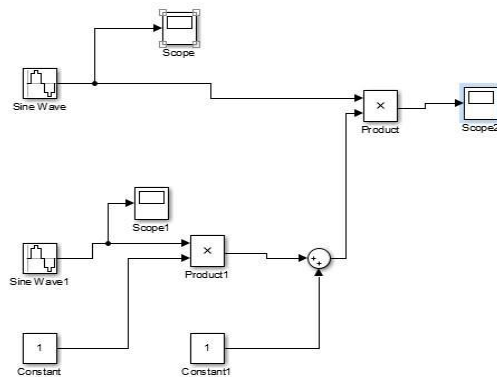 Scope
Sine Wave
×
Product
Scope2
Scope1
Sine Wave1
×
Product1
+
+
1
Constant
1
Constant1